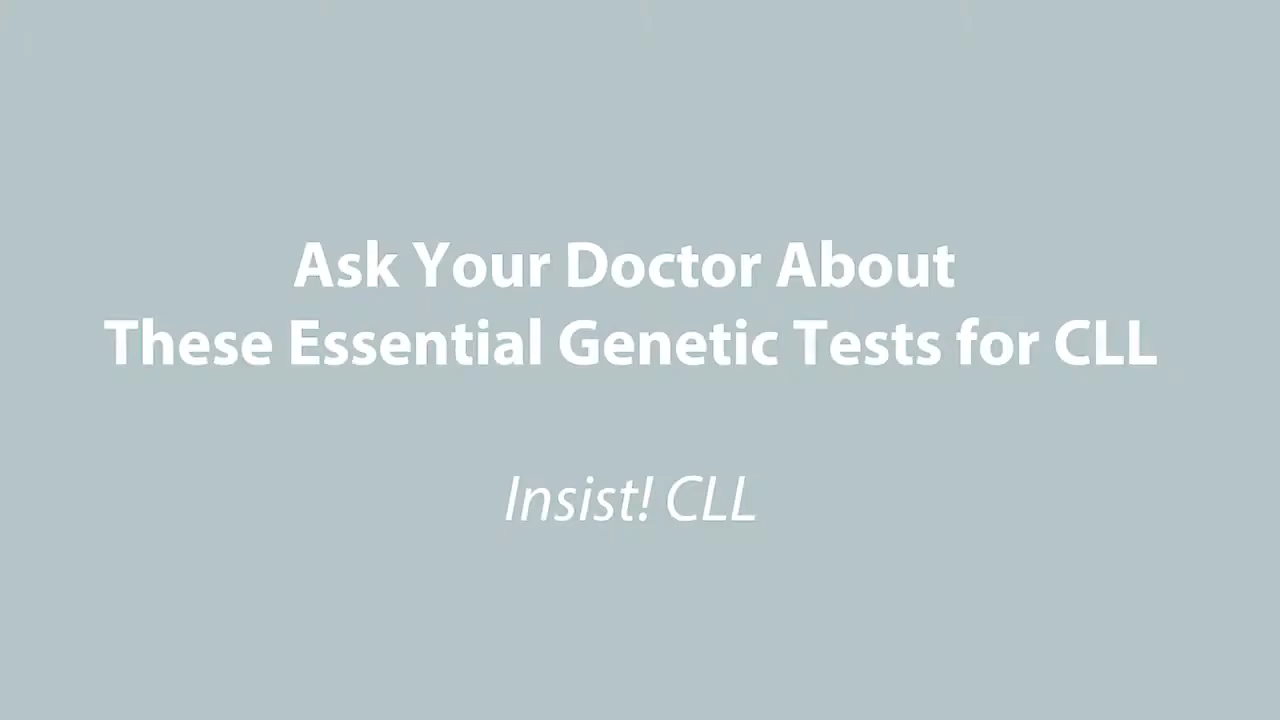 Ask Your Doctor About
These Essential Genetic Tests for CLL
Insist! CLL